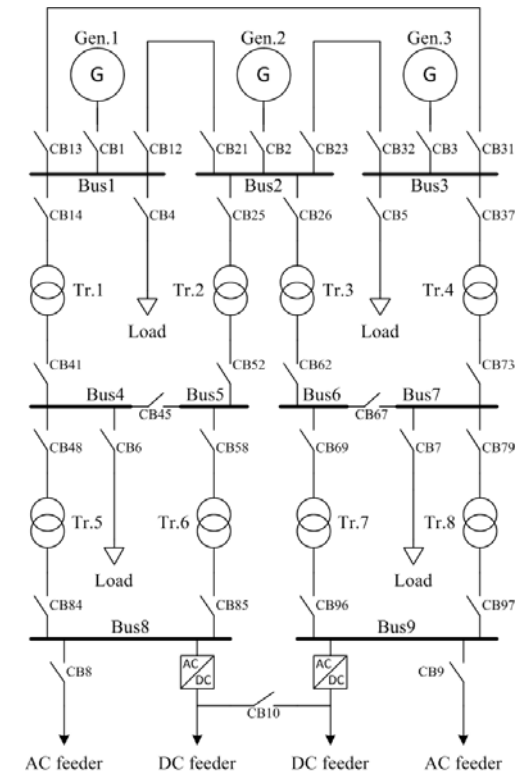 Gen.1 Gen.2 Gen.3
G G G
CB13 CB1 CB12 CB21 CB2 CB23 CB32 CB3 CB31
Bus1 Bus2 Bus3
CB14 CB4 CB25 CB26 CB5 CB37
Tr.1 Tr.2 Tr.3 Tr.4
Load Load
CB41 CB52 CB62 CB73
Bus4 Bus5 Bus6 Bus7
CB45 CB67
CB48 CB6 CB58 CB69 CB7 CB79
Tr.5 Tr.6 Tr.7 Tr.8
Load Load
CB84 CB85 CB96 CB97
Bus8 Bus9
CB8 AC DC AC DC CB9
CB10
AC feeder DC feeder DC feeder AC feeder